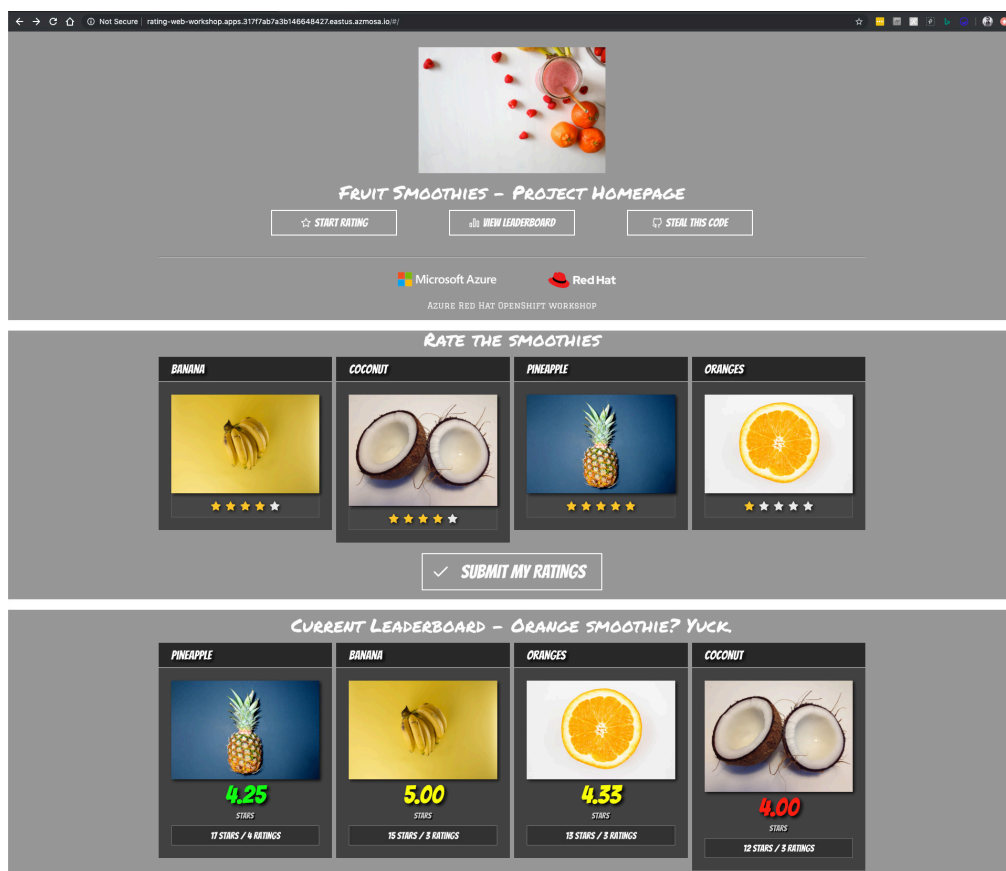 Not Secure | rating-web-workshop.apps.317f7ab7a3b146648427.eastus.azmosa.io/#/
FRUIT SMOOTHIES - PROJECT HOMEPAGE
START RATING
VIEW LEADERBOARD
STEAL THIS CODE
Microsoft Azure
Red Hat
AZURE RED HAT OPENSHIFT WORKSHOP
RATE THE SMOOTHIES
BANANA
COCONUT
PINEAPPLE
ORANGES
SUBMIT MY RATINGS
CURRENT LEADERBOARD - ORANGE SMOOTHIE? YUCK.
PINEAPPLE
BANANA
ORANGES
COCONUT
4.25
STARS
17 STARS / 4 RATINGS
5.00
STARS
15 STARS / 3 RATINGS
4.33
STARS
13 STARS / 3 RATINGS
4.00
STARS
12 STARS / 3 RATINGS